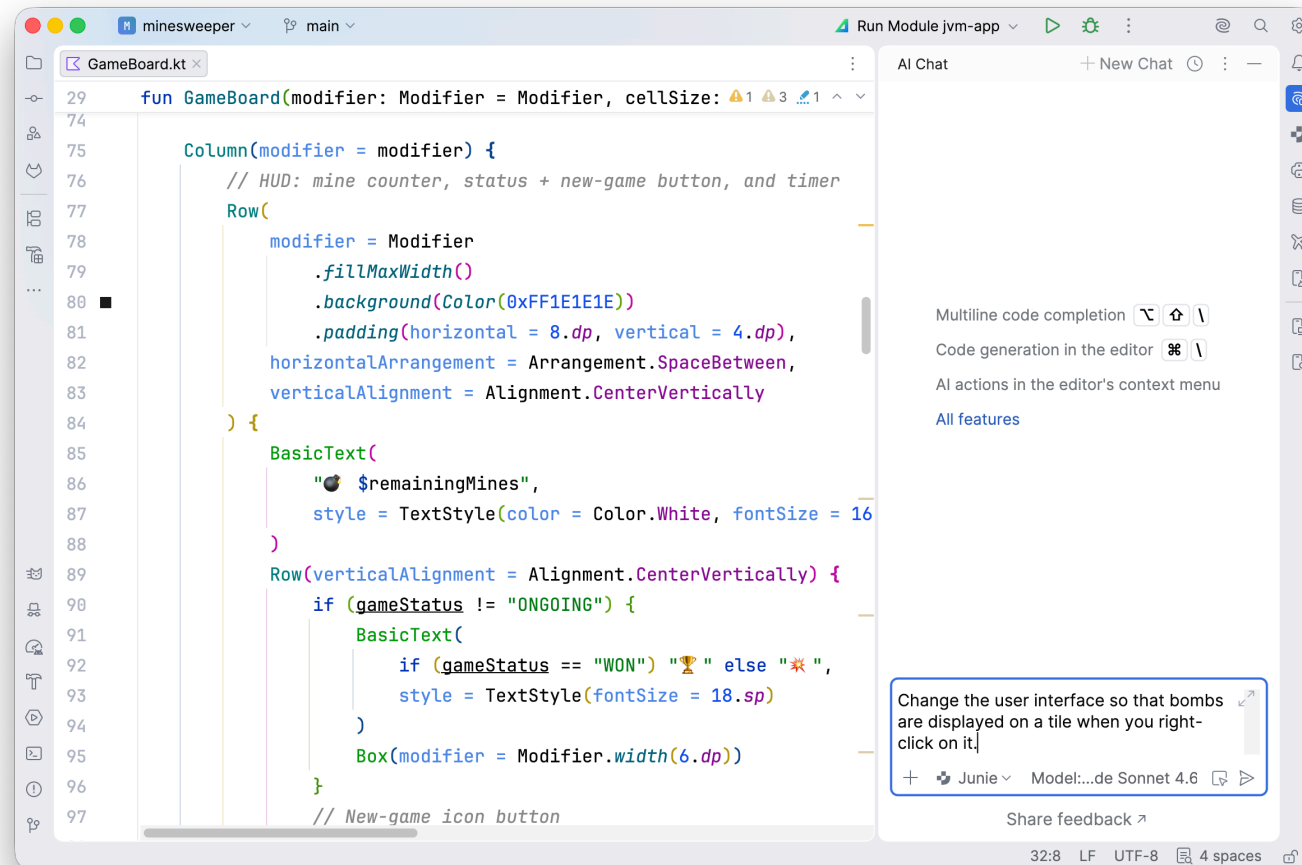 M minesweeper main Run Module jvm-app
GameBoard.kt
29 fun GameBoard(modifier: Modifier = Modifier, cellSize: 1 3 1
74
75 Column(modifier = modifier) {
76 // HUD: mine counter, status + new-game button, and timer
77 Row(
78 modifier = Modifier
79 .fillMaxWidth()
80 .background(Color(0xFF1E1E1E))
81 .padding(horizontal = 8.dp, vertical = 4.dp),
82 horizontalArrangement = Arrangement.SpaceBetween,
83 verticalAlignment = Alignment.CenterVertically
84 ) {
85 BasicText(
86 "💣 $remainingMines",
87 style = TextStyle(color = Color.White, fontSize = 16
88 )
89 Row(verticalAlignment = Alignment.CenterVertically) {
90 if (gameStatus != "ONGOING") {
91 BasicText(
92 if (gameStatus == "WON") "🏆" else "💥",
93 style = TextStyle(fontSize = 18.sp)
94 )
95 Box(modifier = Modifier.width(6.dp))
96 }
97 // New-game icon button
AI Chat
New Chat
Multiline code completion ⌥ ⇧ \
Code generation in the editor ⌘ \
AI actions in the editor's context menu
All features
Change the user interface so that bombs
are displayed on a tile when you right-
click on it.
Junie Model:...de Sonnet 4.6
Share feedback ↗
32:8 LF UTF-8 4 spaces